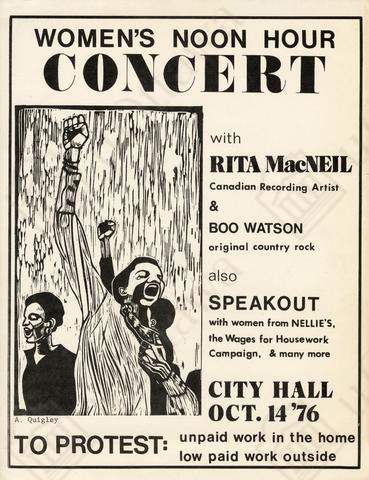 WOMEN'S NOON HOUR
CONCERT
with
RITA MacNEIL
Canadian Recording Artist
&
BOO WATSON
original country rock
also
SPEAKOUT
with women from NELLIE'S,
the Wages for Housework
Campaign, & many more
CITY HALL
OCT. 14 '76
A. Quigley
TO PROTEST: unpaid work in the home
low paid work outside